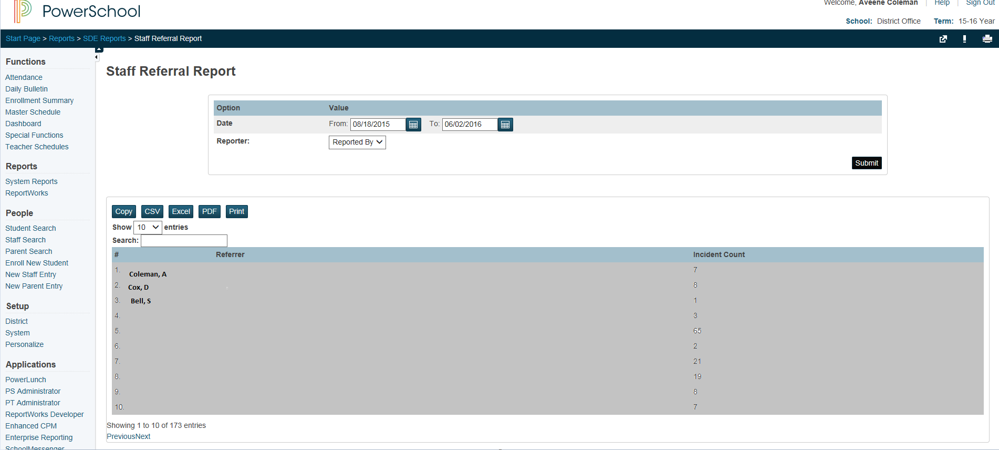 PowerSchool
Welcome, Aveene Coleman | Help | Sign Out
School: District Office Term: 15-16 Year
Start Page > Reports > SDE Reports > Staff Referral Report
Functions
Attendance
Daily Bulletin
Enrollment Summary
Master Schedule
Dashboard
Special Functions
Teacher Schedules
Reports
System Reports
ReportWorks
People
Student Search
Staff Search
Parent Search
Enroll New Student
New Staff Entry
New Parent Entry
Setup
District
System
Personalize
Applications
PowerLunch
PS Administrator
PT Administrator
ReportWorks Developer
Enhanced CPM
Enterprise Reporting
SchoolMessenger
Staff Referral Report
Option Value
Date From: 08/18/2015 To: 06/02/2016
Reporter: Reported By
Submit
Copy CSV Excel PDF Print
Show 10 entries
Search:
# Referrer Incident Count
1. Coleman, A 7
2. Cox, D 8
3. Bell, S 1
4. 3
5. 65
6. 2
7. 21
8. 19
9. 8
10. 7
Showing 1 to 10 of 173 entries
PreviousNext